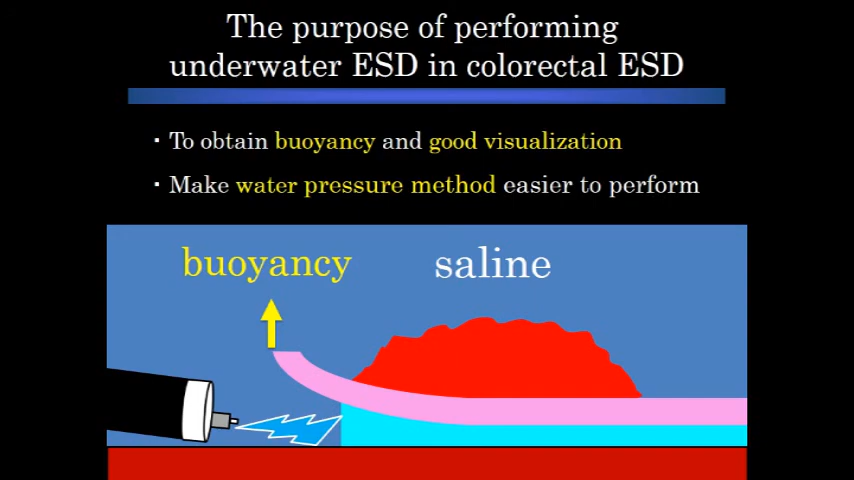 The purpose of performing
underwater ESD in colorectal ESD
・To obtain buoyancy and good visualization
・Make water pressure method easier to perform
buoyancy
saline